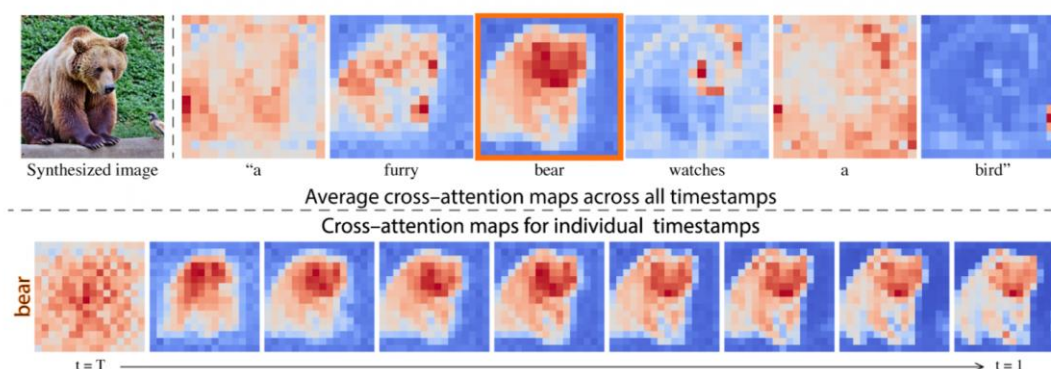 Synthesized image “a furry bear watches a bird”
Average cross–attention maps across all timestamps
Cross–attention maps for individual timestamps
bear
t = T t = 1